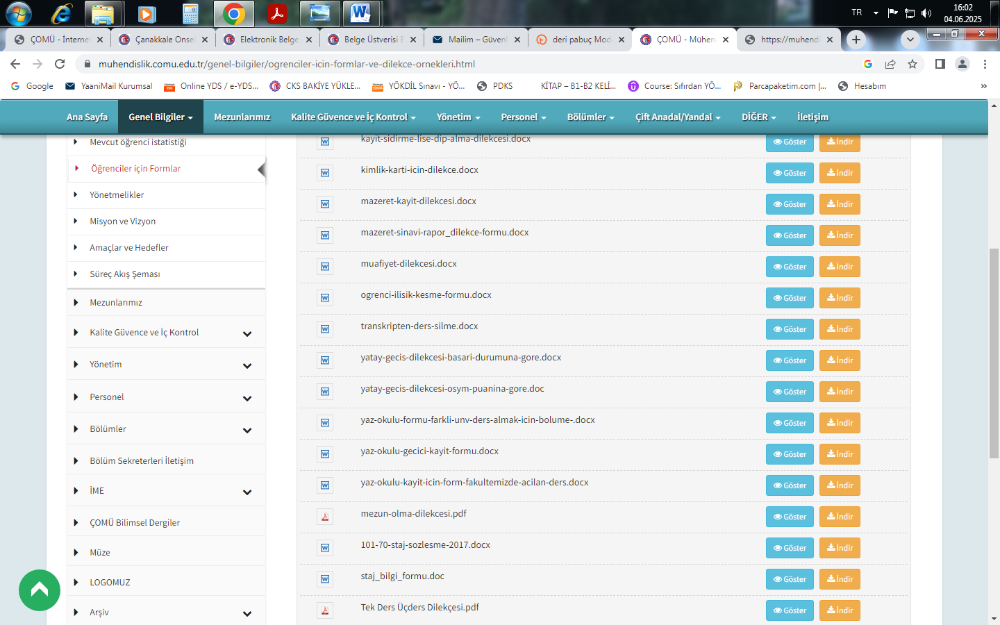 TR
16:02
04.06.2025
ÇOMÜ - İnternet
Çanakkale Onsek
Elektronik Belge
Belge Üstverisi E
Mailim – Güvenl
deri pabuç Mod
ÇOMÜ - Mühen
https://muhendi
muhendislik.comu.edu.tr/genel-bilgiler/ogrenciler-icin-formlar-ve-dilekce-ornekleri.html
Google
YaaniMail Kurumsal
Online YDS / e-YDS...
CKS BAKİYE YÜKLE...
YÖKDİL Sınavı - YÖ...
PDKS
KİTAP – B1-B2 KELİ...
Course: Sıfırdan YÖ...
Parcapaketim.com |...
Hesabım
»
Ana Sayfa
Genel Bilgiler
Mezunlarımız
Kalite Güvence ve İç Kontrol
Yönetim
Personel
Bölümler
Çift Anadal/Yandal
DİĞER
İletişim
Mevcut öğrenci istatistiği
Öğrenciler için Formlar
Yönetmelikler
Misyon ve Vizyon
Amaçlar ve Hedefler
Süreç Akış Şeması
Mezunlarımız
Kalite Güvence ve İç Kontrol
Yönetim
Personel
Bölümler
Bölüm Sekreterleri İletişim
İME
ÇOMÜ Bilimsel Dergiler
Müze
LOGOMUZ
Arşiv
kayit-sidirme-lise-dip-alma-dilekcesi.docx Göster İndir
kimlik-karti-icin-dilekce.docx Göster İndir
mazeret-kayit-dilekcesi.docx Göster İndir
mazeret-sinavi-rapor_dilekce-formu.docx Göster İndir
muafiyet-dilekcesi.docx Göster İndir
ogrenci-ilisik-kesme-formu.docx Göster İndir
transkripten-ders-silme.docx Göster İndir
yatay-gecis-dilekcesi-basari-durumuna-gore.docx Göster İndir
yatay-gecis-dilekcesi-osym-puanina-gore.doc Göster İndir
yaz-okulu-formu-farkli-unv-ders-almak-icin-bolume-.docx Göster İndir
yaz-okulu-gecici-kayit-formu.docx Göster İndir
yaz-okulu-kayit-icin-form-fakultemizde-acilan-ders.docx Göster İndir
mezun-olma-dilekcesi.pdf Göster İndir
101-70-staj-sozlesme-2017.docx Göster İndir
staj_bilgi_formu.doc Göster İndir
Tek Ders Üçders Dilekçesi.pdf Göster İndir